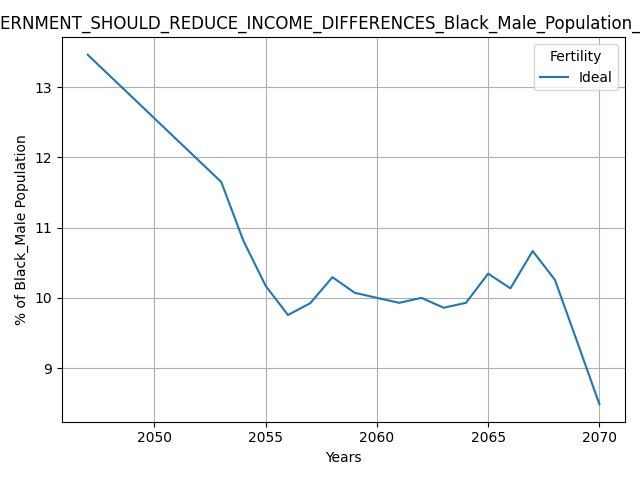 ERNMENT_SHOULD_REDUCE_INCOME_DIFFERENCES_Black_Male_Population_
Fertility
Ideal
% of Black_Male Population
13
12
11
10
9
2050 2055 2060 2065 2070
Years